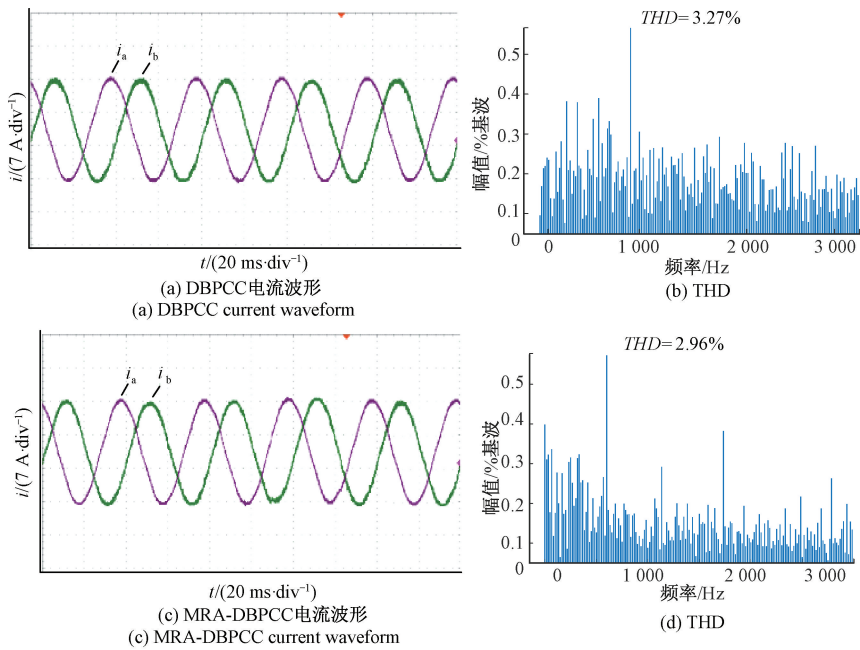 THD=3.27%
i_a
i_b
i/(7 A·div⁻¹)
t/(20 ms·div⁻¹)
(a) DBPCC电流波形
(a) DBPCC current waveform
幅值/%基波
0.5
0.4
0.3
0.2
0.1
0
0
1 000
2 000
3 000
频率/Hz
(b) THD
THD=2.96%
i_a
i_b
i/(7 A·div⁻¹)
t/(20 ms·div⁻¹)
(c) MRA-DBPCC电流波形
(c) MRA-DBPCC current waveform
幅值/%基波
0.5
0.4
0.3
0.2
0.1
0
0
1 000
2 000
3 000
频率/Hz
(d) THD